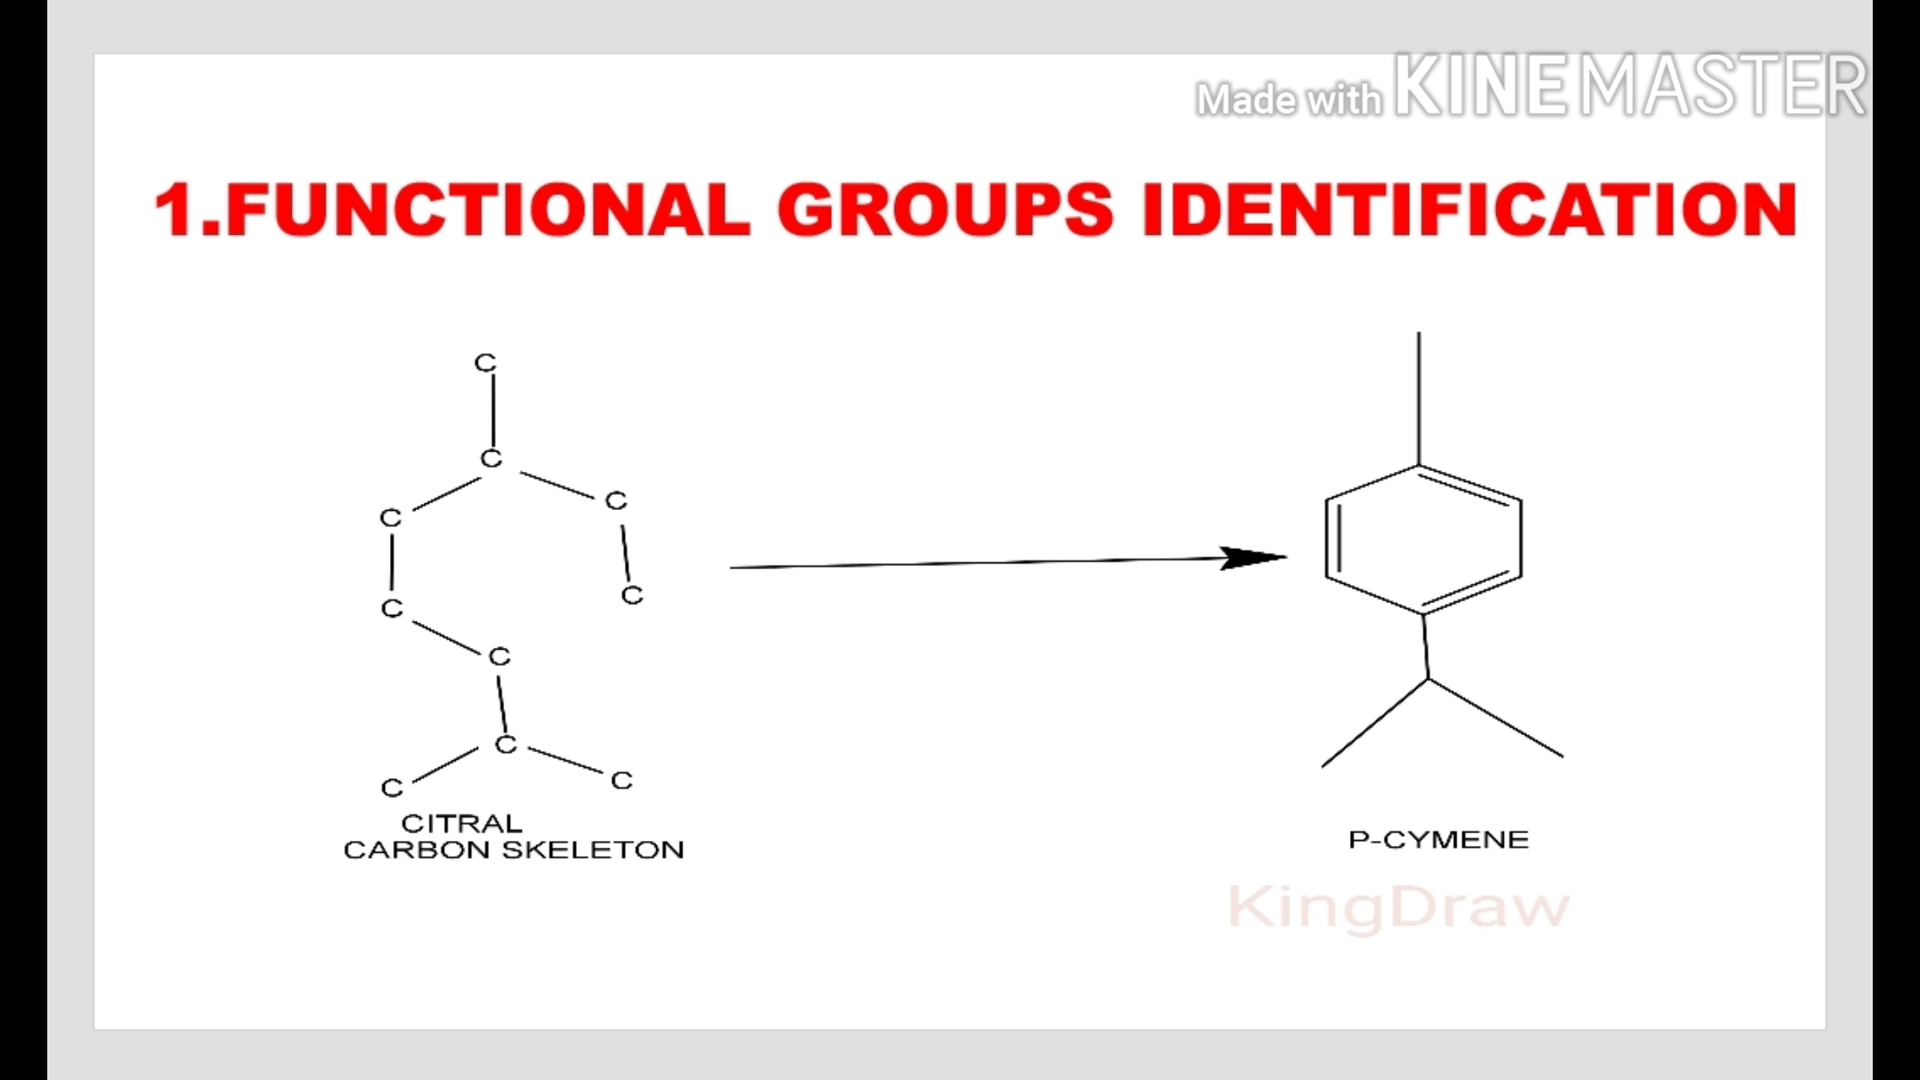 Made with KINEMASTER
1.FUNCTIONAL GROUPS IDENTIFICATION
C
C
C
C
C
C
C
C
C
C
CITRAL
CARBON SKELETON
P-CYMENE
KingDraw